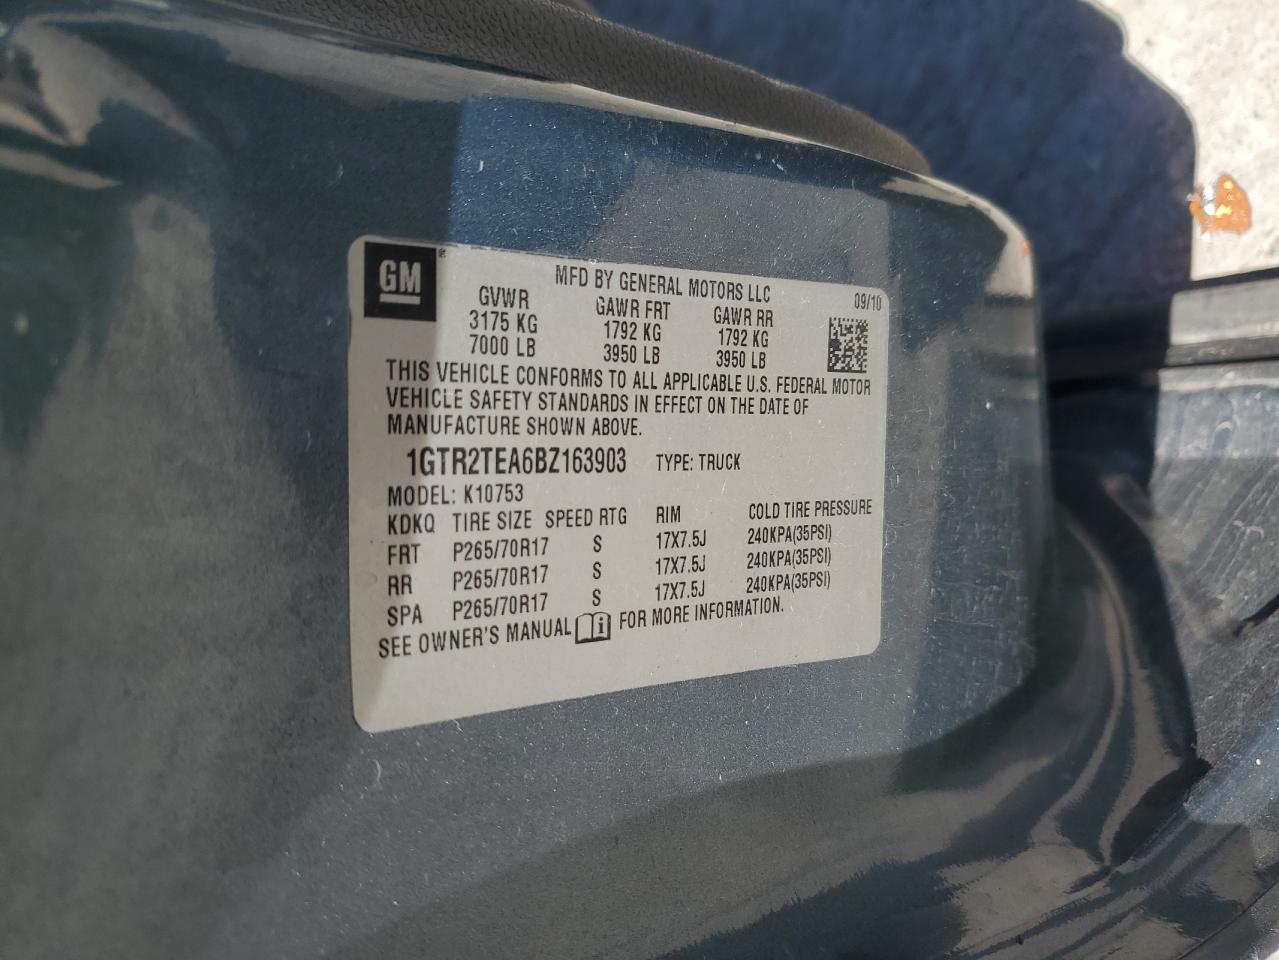 GM®
MFD BY GENERAL MOTORS LLC
09/10
GVWR GAWR FRT GAWR RR
3175 KG 1792 KG 1792 KG
7000 LB 3950 LB 3950 LB
THIS VEHICLE CONFORMS TO ALL APPLICABLE U.S. FEDERAL MOTOR
VEHICLE SAFETY STANDARDS IN EFFECT ON THE DATE OF
MANUFACTURE SHOWN ABOVE.
1GTR2TEA6BZ163903 TYPE: TRUCK
MODEL: K10753
KDKQ TIRE SIZE SPEED RTG RIM COLD TIRE PRESSURE
FRT P265/70R17 S 17X7.5J 240KPA(35PSI)
RR P265/70R17 S 17X7.5J 240KPA(35PSI)
SPA P265/70R17 S 17X7.5J 240KPA(35PSI)
SEE OWNER'S MANUAL i FOR MORE INFORMATION.